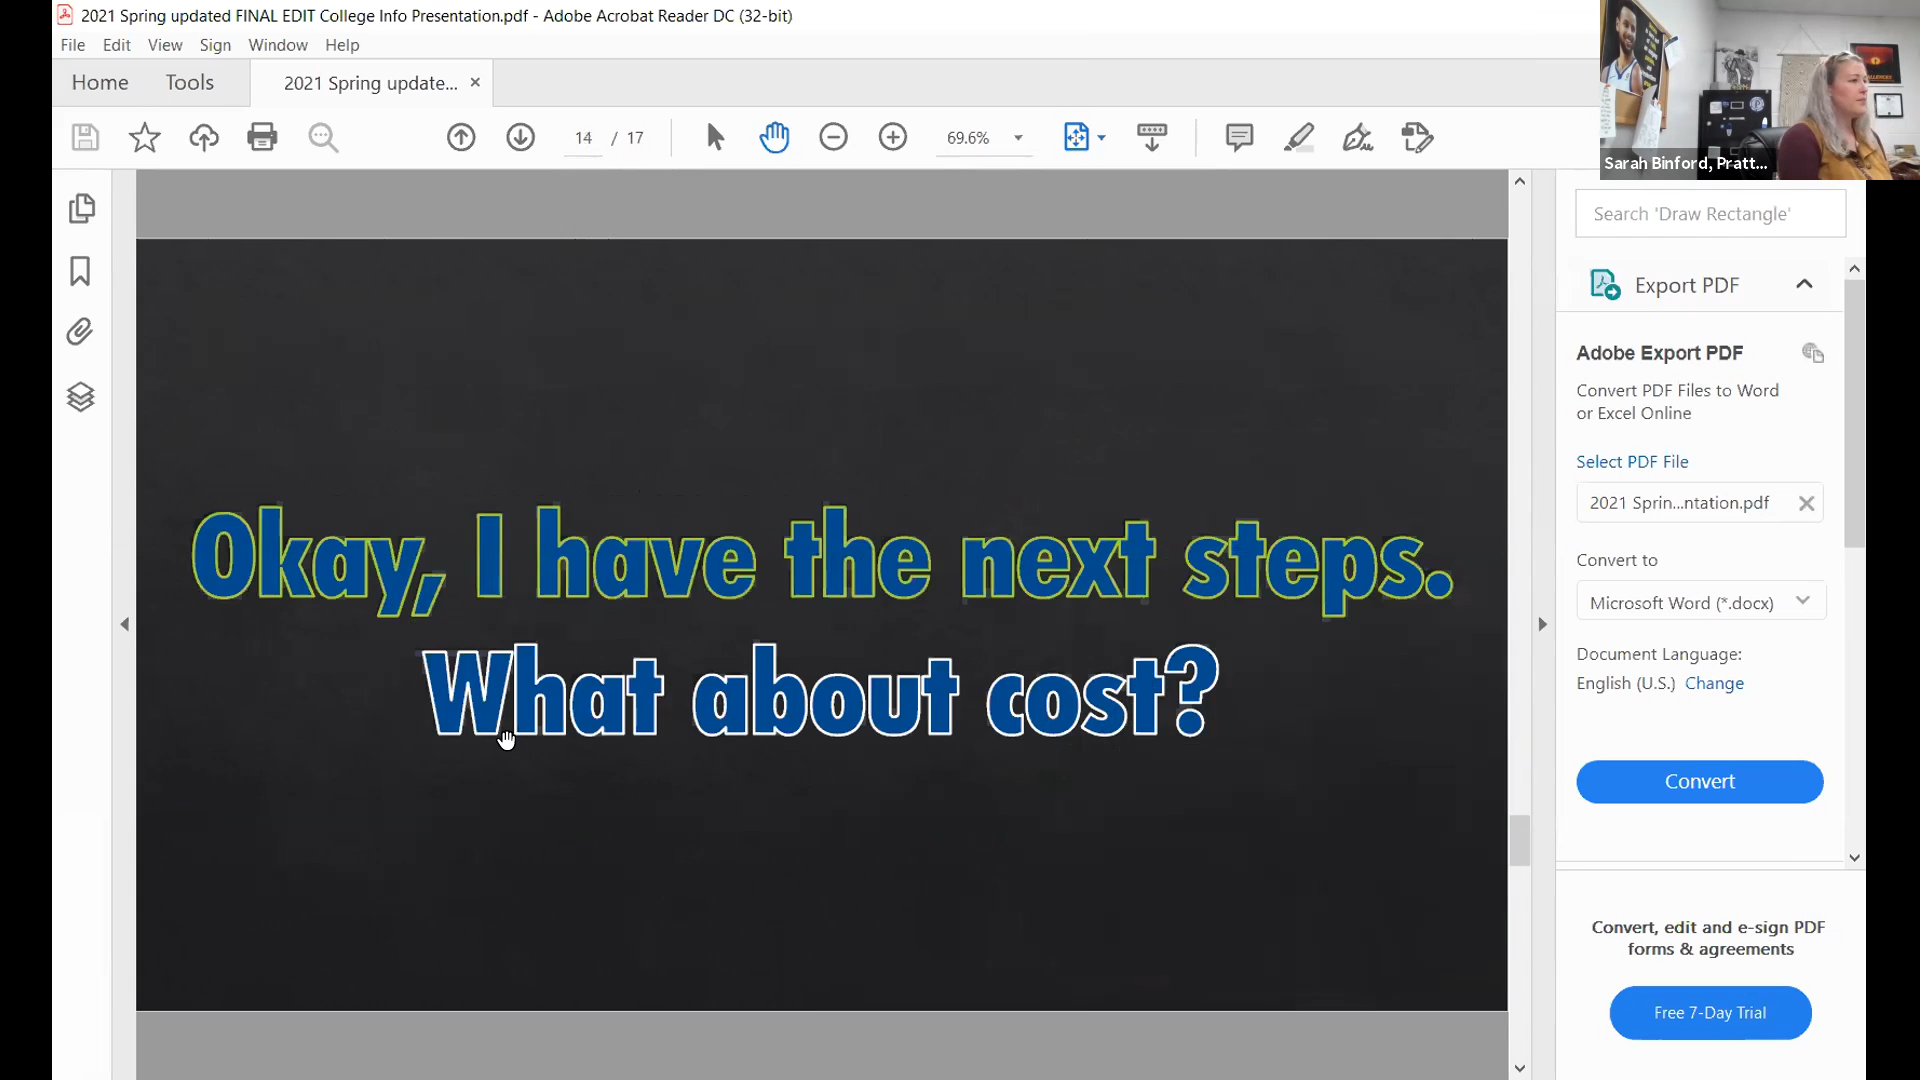 2021 Spring updated FINAL EDIT College Info Presentation.pdf - Adobe Acrobat Reader DC (32-bit)
File Edit View Sign Window Help
Home Tools 2021 Spring update... ×
14 / 17 69.6%
Sarah Binford, Pratt...
Search 'Draw Rectangle'
Export PDF
Adobe Export PDF
Convert PDF Files to Word
or Excel Online
Select PDF File
2021 Sprin...ntation.pdf
Convert to
Microsoft Word (*.docx)
Document Language:
English (U.S.) Change
Convert
Convert, edit and e-sign PDF
forms & agreements
Free 7-Day Trial
Okay, I have the next steps.
What about cost?